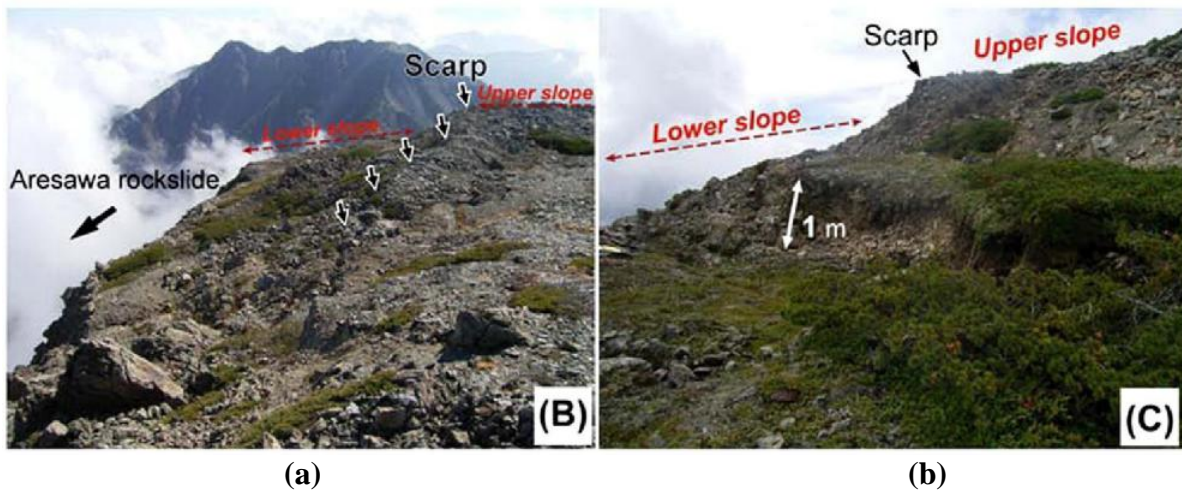 Scarp
Upper slope
Lower slope
Aresawa rockslide
(B)
Scarp
Upper slope
Lower slope
1 m
(C)
(a)
(b)